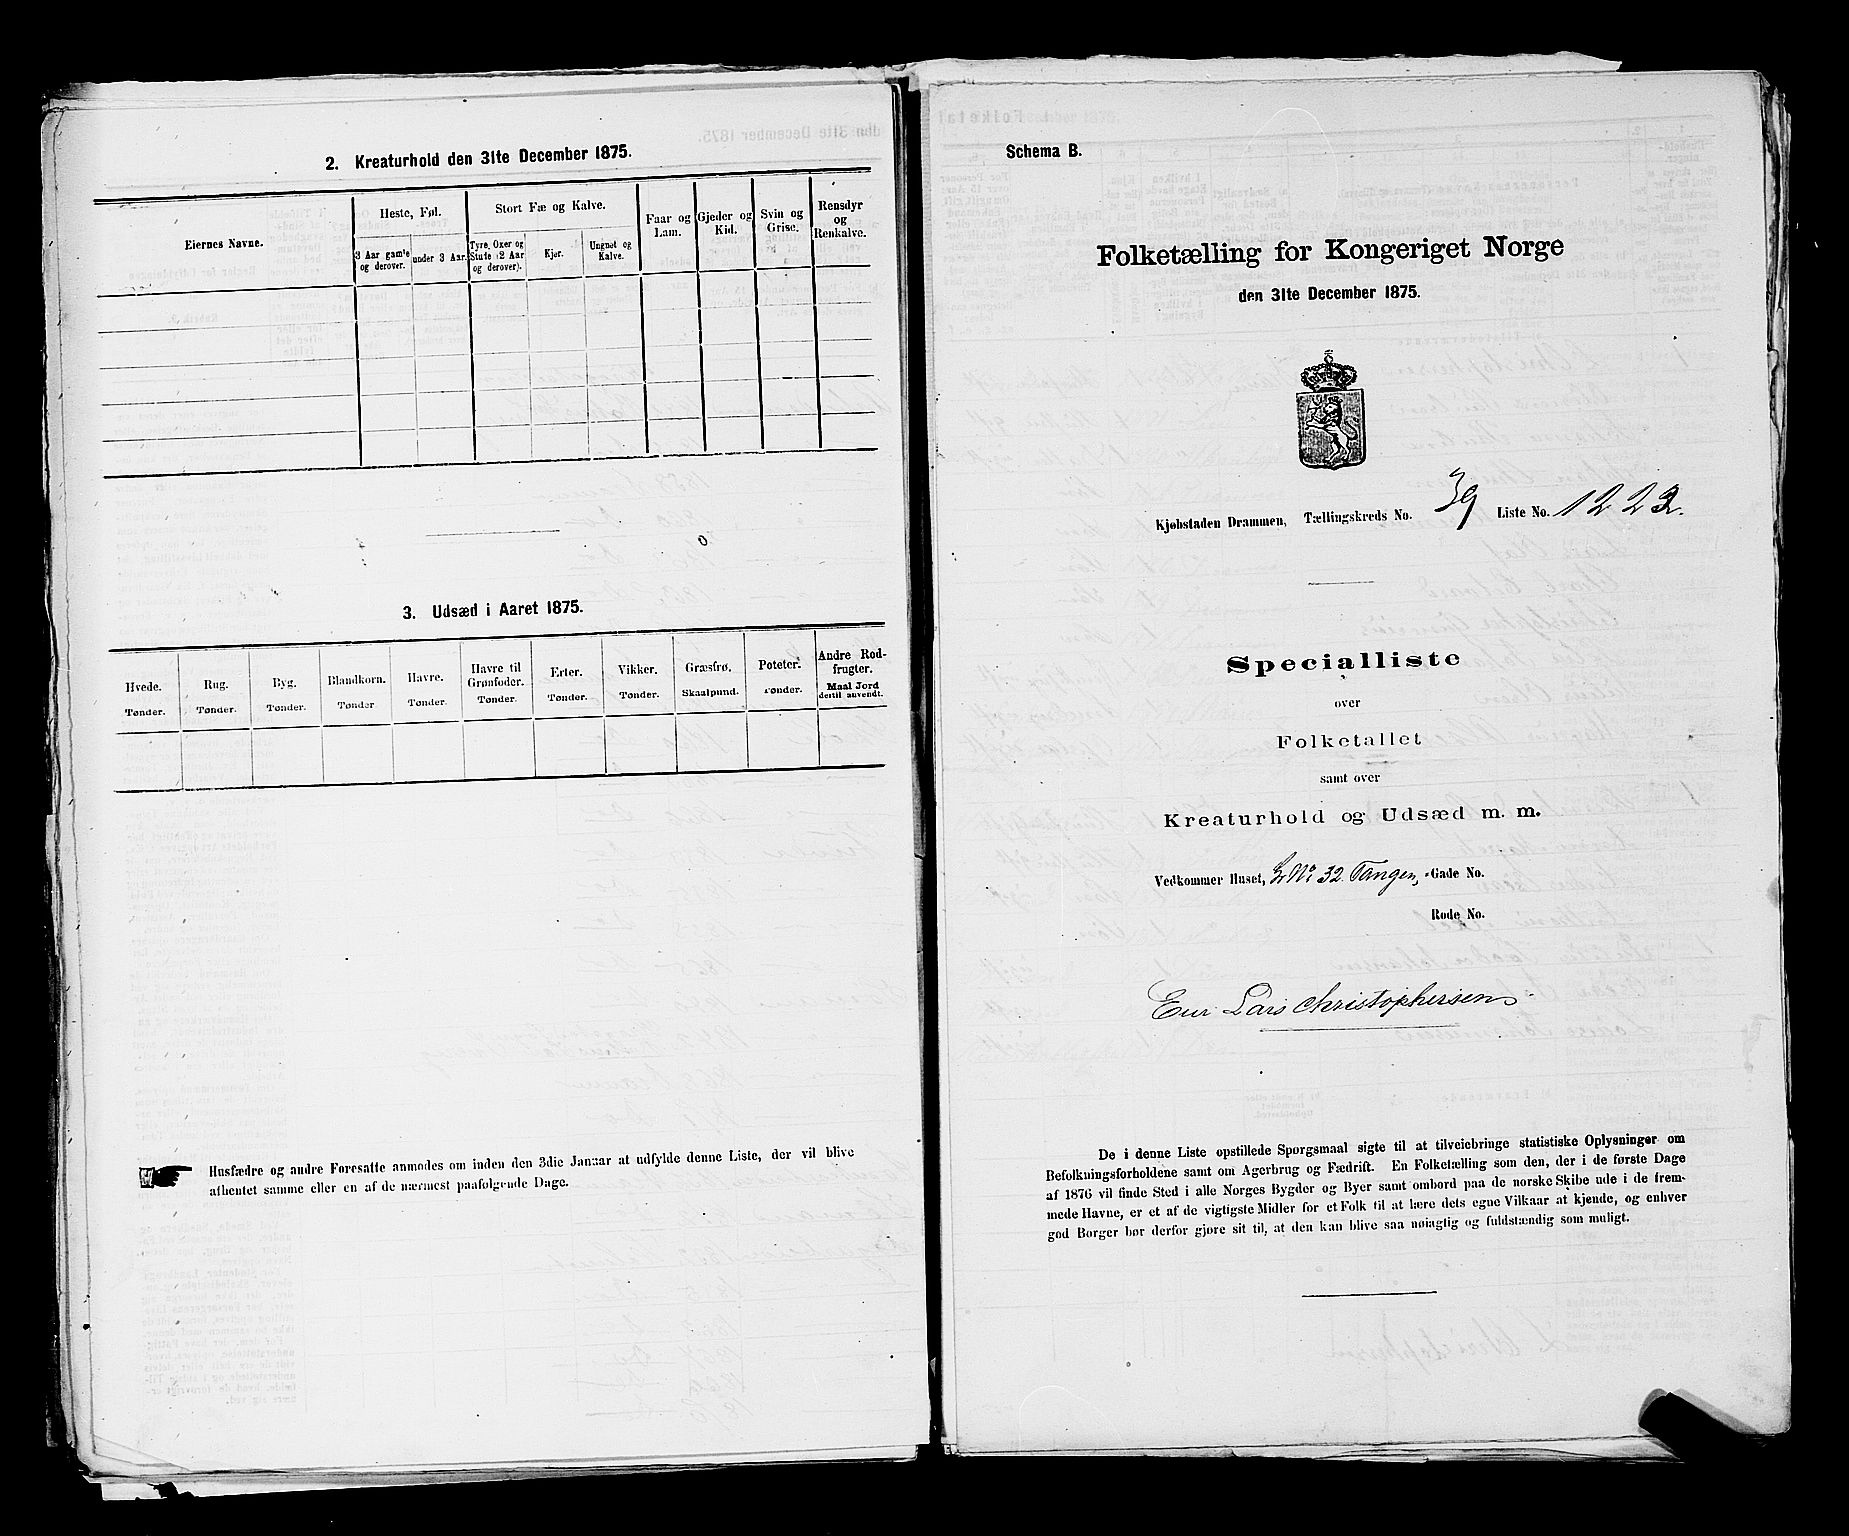 2. Kreaturhold den 31te December 1875.
Eiernes Navne.
Heste, Føl.
Stort Fæ og Kalve.
Faar og Lam.
Gjeder og Kid.
Svin og Grise.
Rensdyr og Renkalve.
3 Aar gamle og derover.
under 3 Aar.
Tyre, Oxer og Stude (2 Aar og derover).
Kjør.
Ungnøt og Kalve.
3. Udsæd i Aaret 1875.
Hvede. Tønder.
Rug. Tønder.
Byg. Tønder.
Blandkorn. Tønder
Havre. Tønder.
Havre til Grønfoder. Tønder.
Erter. Tønder.
Vikker. Tønder.
Græsfrø. Skaalpund.
Poteter. Tønder.
Andre Rodfrugter. Maal Jord dertil anvendt.
Husfædre og andre Foresatte anmodes om inden den 3die Januar at udfylde denne Liste, der vil blive
afhentet samme eller en af de nærmest paafølgende Dage.
Schema B.
Folketælling for Kongeriget Norge
den 31te December 1875.
Kjøbstaden Drammen, Tællingskreds No. 39 Liste No. 1223.
Specialliste
over
Folketallet
samt over
Kreaturhold og Udsæd m. m.
Vedkommer Huset, LNo 32 Tangen, -Gade No.
Rode No.
Eier Lars Christophersen
De i denne Liste opstillede Spørgsmaal sigte til at tilveiebringe statistiske Oplysninger om
Befolkningsforholdene samt om Agerbrug og Fædrift. En Folketælling som den, der i de første Dage
af 1876 vil finde Sted i alle Norges Bygder og Byer samt ombord paa de norske Skibe ude i de frem-
mede Havne, er et af de vigtigste Midler for et Folk til at lære dets egne Vilkaar at kjende, og enhver
god Borger bør derfor gjøre sit til, at den kan blive saa nøiagtig og fuldstændig som muligt.